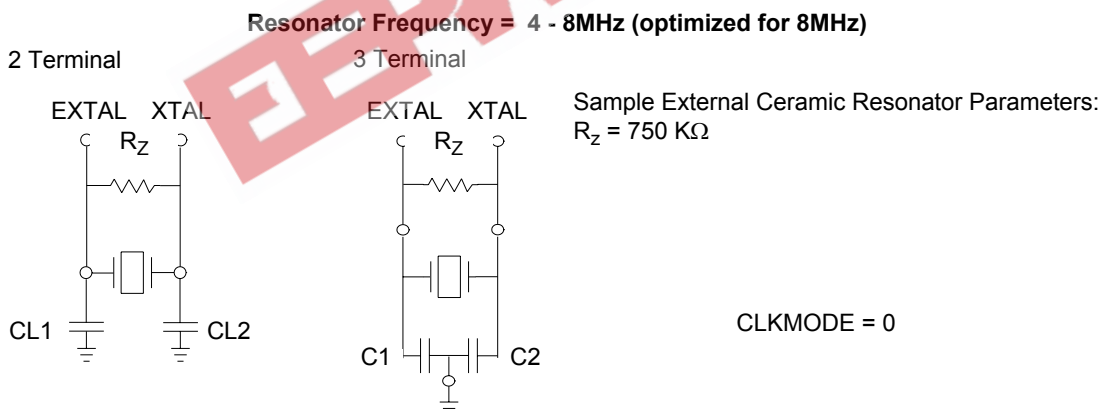 Resonator Frequency = 4 - 8MHz (optimized for 8MHz)
2 Terminal
3 Terminal
EXTAL XTAL
RZ
CL1
CL2
EXTAL XTAL
RZ
C1
C2
Sample External Ceramic Resonator Parameters:
Rz = 750 KΩ
CLKMODE = 0